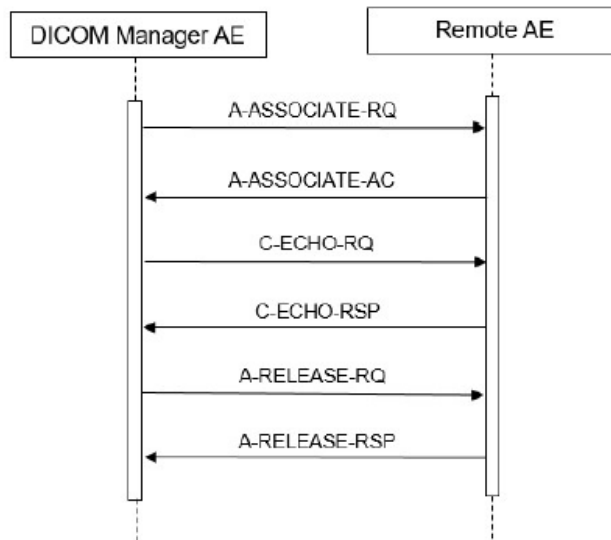 DICOM Manager AE
Remote AE
A-ASSOCIATE-RQ
A-ASSOCIATE-AC
C-ECHO-RQ
C-ECHO-RSP
A-RELEASE-RQ
A-RELEASE-RSP